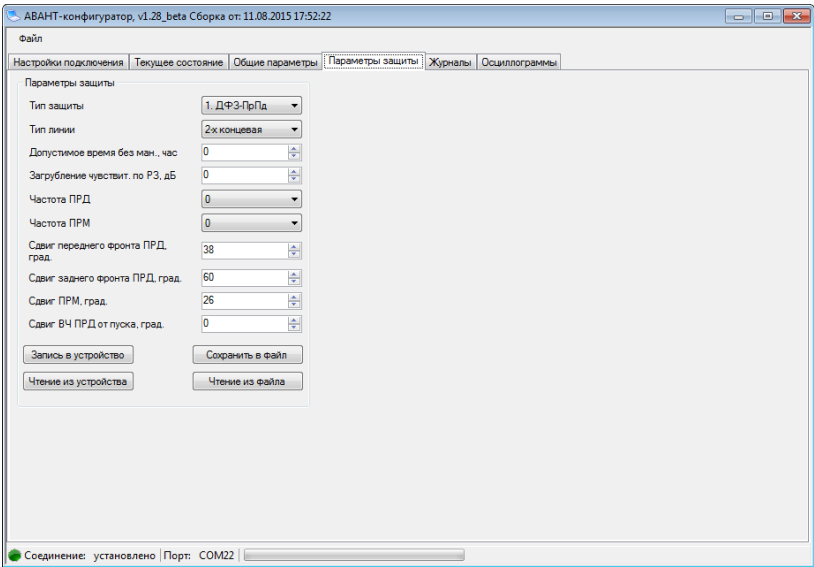 АВАНТ-конфигуратор, v1.28_beta Сборка от: 11.08.2015 17:52:22
Файл
Настройки подключения Текущее состояние Общие параметры Параметры защиты Журналы Осциллограммы
Параметры защиты
Тип защиты 1. ДФЗ-ПрПд
Тип линии 2-х концевая
Допустимое время без ман., час 0
Загрубление чувствит. по РЗ, дБ 0
Частота ПРД 0
Частота ПРМ 0
Сдвиг переднего фронта ПРД, град. 38
Сдвиг заднего фронта ПРД, град. 60
Сдвиг ПРМ, град. 26
Сдвиг ВЧ ПРД от пуска, град. 0
Запись в устройство Сохранить в файл
Чтение из устройства Чтение из файла
Соединение: установлено Порт: COM22